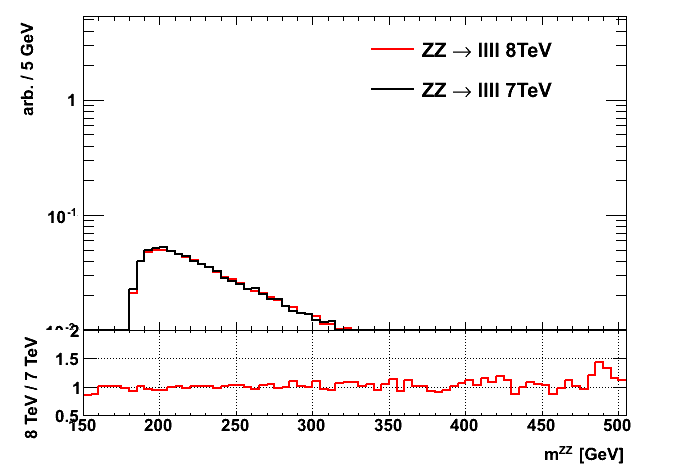 arb. / 5 GeV
ZZ → llll 8TeV
ZZ → llll 7TeV
1
10⁻¹
2
1.5
1
0.5
8 TeV / 7 TeV
150 200 250 300 350 400 450 500
mᶻᶻ [GeV]